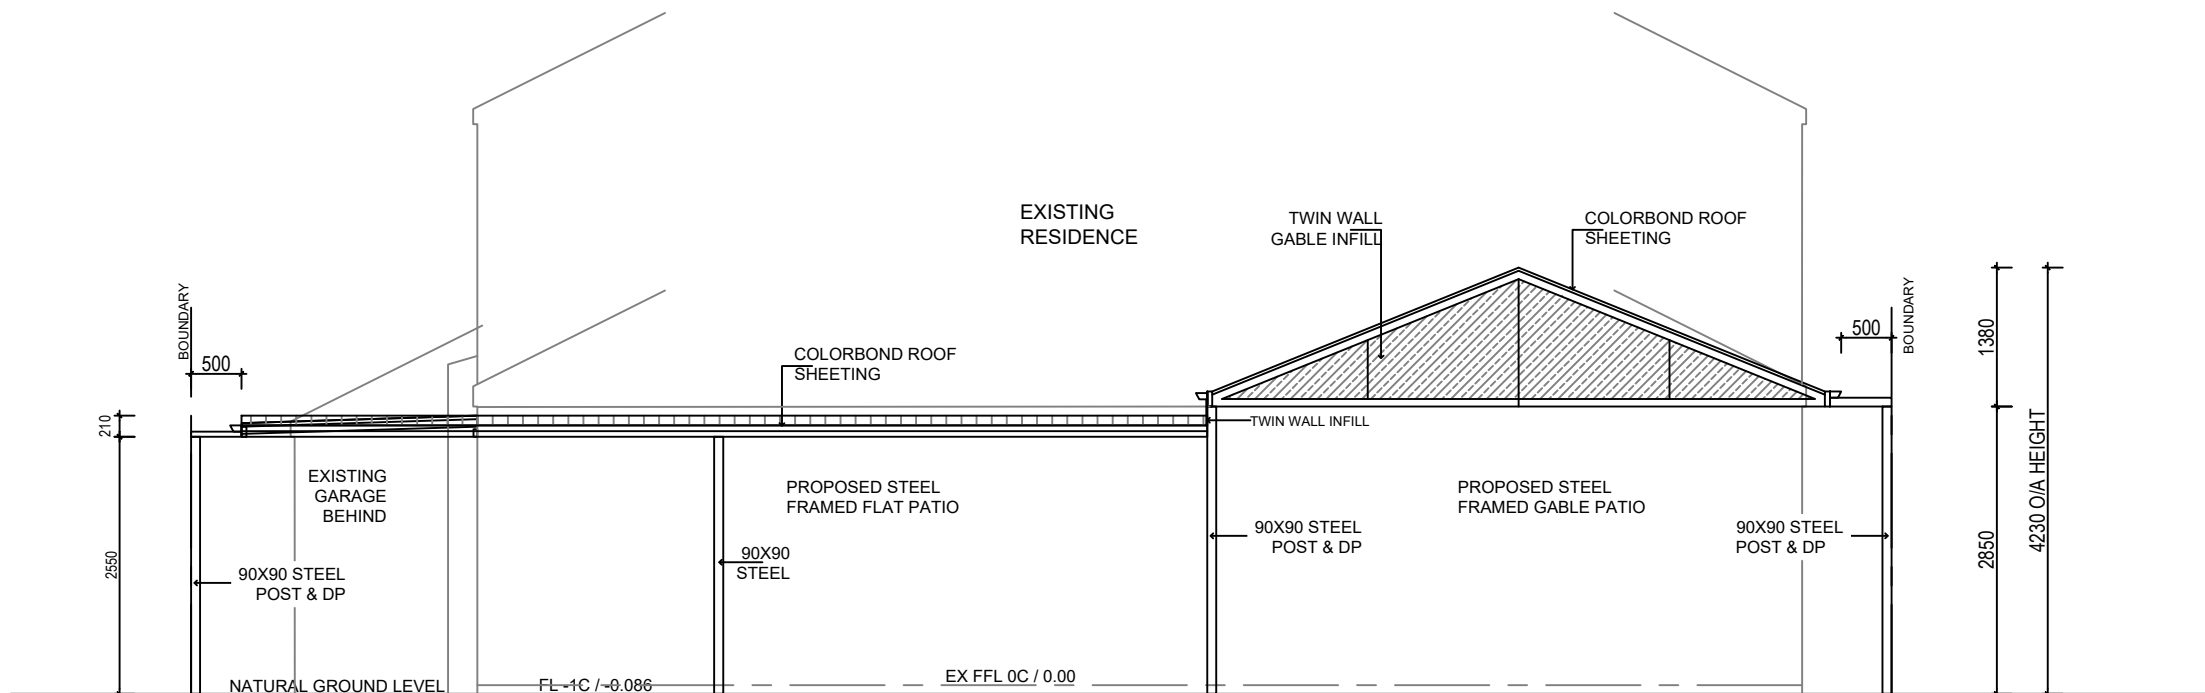 EXISTING
RESIDENCE
TWIN WALL
GABLE INFILL
COLORBOND ROOF
SHEETING
BOUNDARY
500
COLORBOND ROOF
SHEETING
500
BOUNDARY
1380
210
TWIN WALL INFILL
4230 O/A HEIGHT
EXISTING
GARAGE
BEHIND
PROPOSED STEEL
FRAMED FLAT PATIO
PROPOSED STEEL
FRAMED GABLE PATIO
90X90 STEEL
POST & DP
90X90 STEEL
POST & DP
2550
90X90 STEEL
POST & DP
90X90
STEEL
2850
NATURAL GROUND LEVEL
FL -1C / -0.086
EX FFL 0C / 0.00